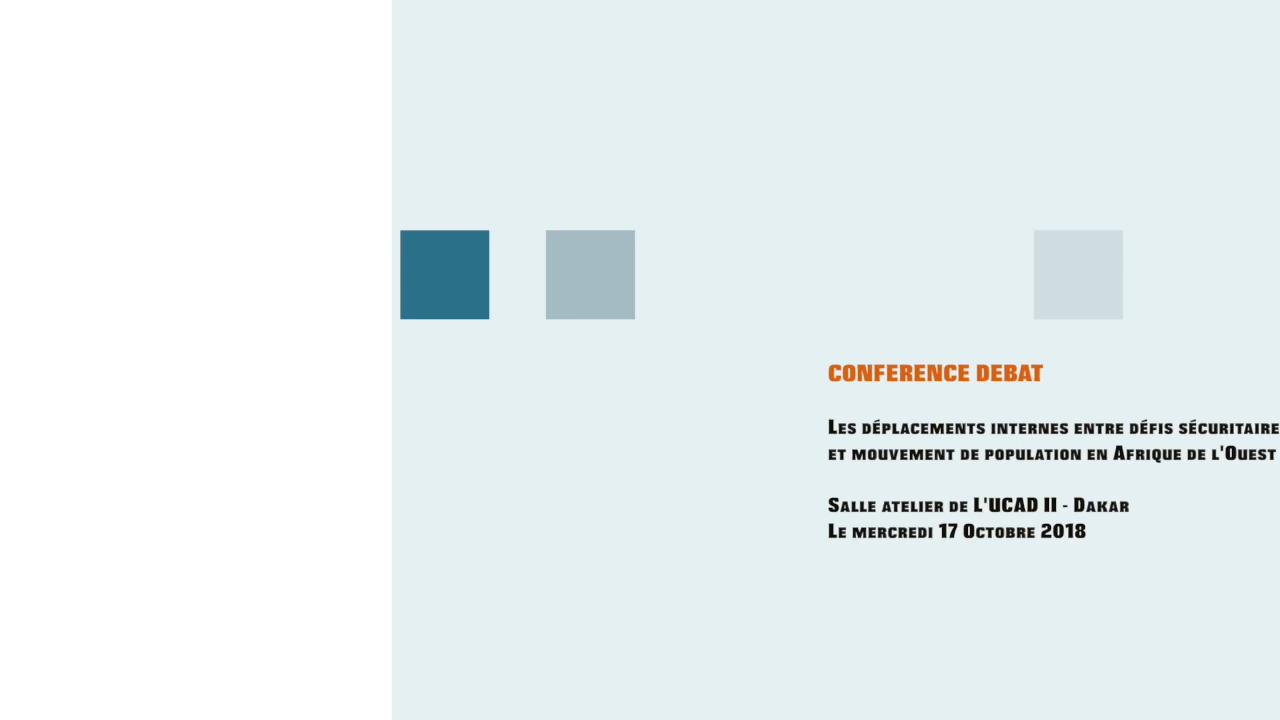 CONFERENCE DEBAT
Les déplacements internes entre défis sécuritaire
et mouvement de population en Afrique de l'Ouest
Salle atelier de L'UCAD II - Dakar
Le mercredi 17 Octobre 2018